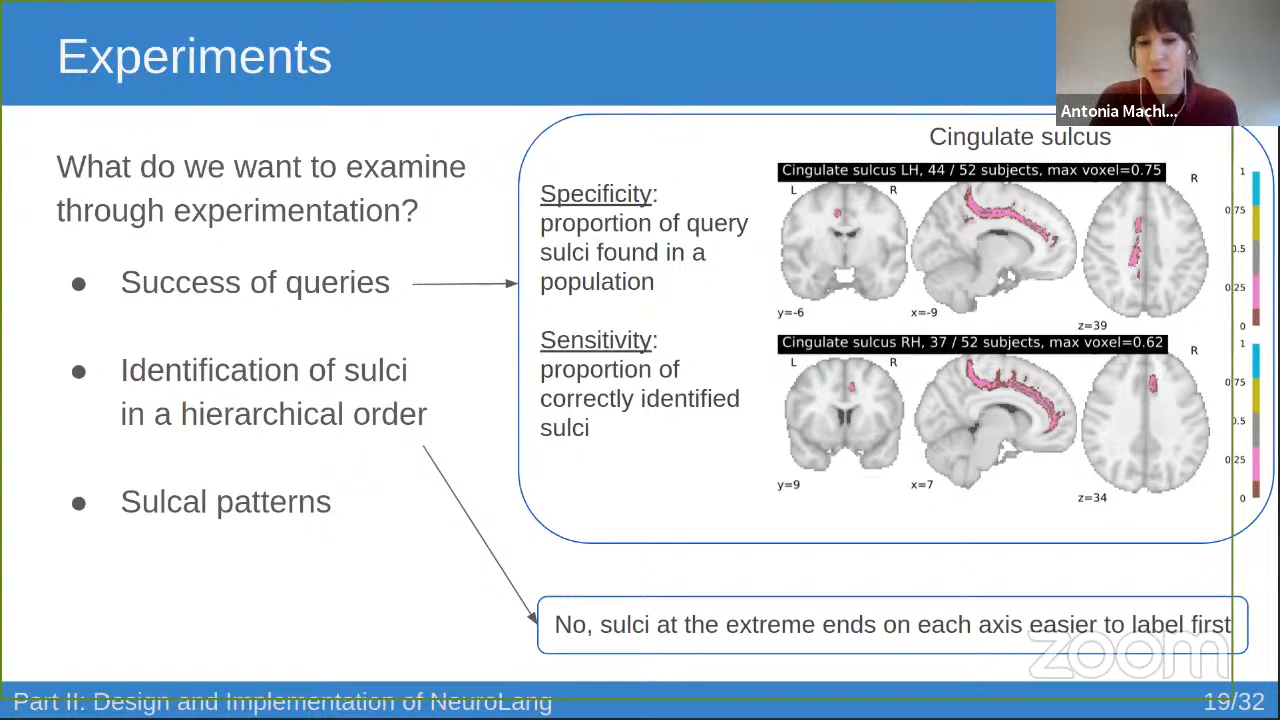 Experiments
Antonia Machl...
What do we want to examine
through experimentation?
● Success of queries
● Identification of sulci
in a hierarchical order
● Sulcal patterns
Specificity:
proportion of query
sulci found in a
population
Sensitivity:
proportion of
correctly identified
sulci
Cingulate sulcus
Cingulate sulcus LH, 44 / 52 subjects, max voxel=0.75
L R R
y=-6 x=-9 z=39
1
0.75
0.5
0.25
0
Cingulate sulcus RH, 37 / 52 subjects, max voxel=0.62
L R R
y=9 x=7 z=34
1
0.75
0.5
0.25
0
No, sulci at the extreme ends on each axis easier to label first
zoom
Part II: Design and Implementation of NeuroLang
19/32